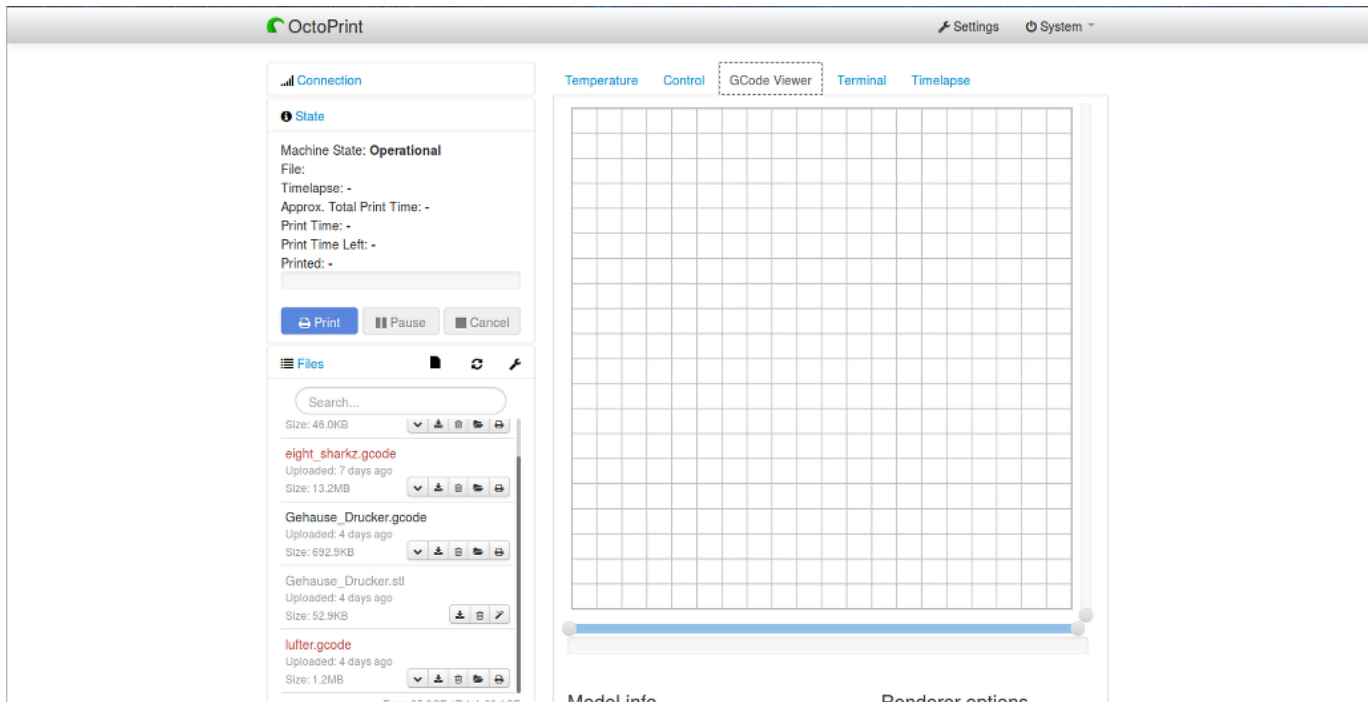 OctoPrint
Settings
System
Connection
State
Machine State: Operational
File:
Timelapse: -
Approx. Total Print Time: -
Print Time: -
Print Time Left: -
Printed: -
Print
Pause
Cancel
Files
Search...
Size: 46.0KB
eight_sharkz.gcode
Uploaded: 7 days ago
Size: 13.2MB
Gehause_Drucker.gcode
Uploaded: 4 days ago
Size: 692.9KB
Gehause_Drucker.stl
Uploaded: 4 days ago
Size: 52.9KB
lufter.gcode
Uploaded: 4 days ago
Size: 1.2MB
Temperature
Control
GCode Viewer
Terminal
Timelapse
Model info
Renderer options